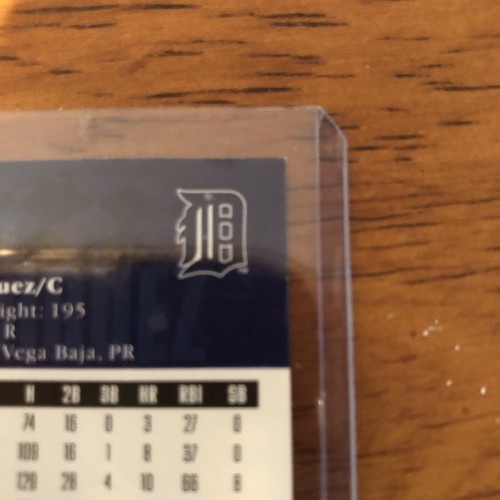 uez/C
ight: 195
R
Vega Baja, PR
H 2B 3B HR RBI SB
74 16 0 3 27 0
109 16 1 8 37 0
129 28 4 10 66 8